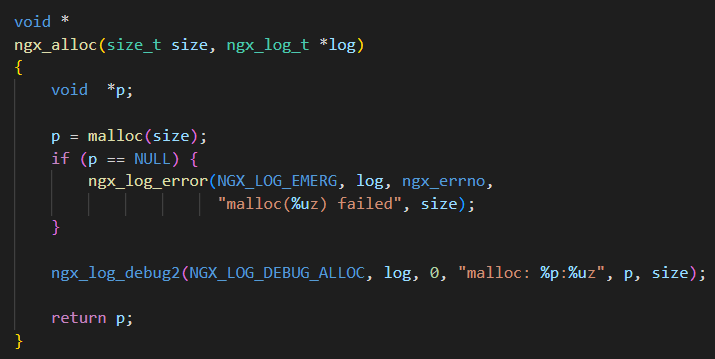 void *
ngx_alloc(size_t size, ngx_log_t *log)
{
    void  *p;

    p = malloc(size);
    if (p == NULL) {
        ngx_log_error(NGX_LOG_EMERG, log, ngx_errno,
                      "malloc(%uz) failed", size);
    }

    ngx_log_debug2(NGX_LOG_DEBUG_ALLOC, log, 0, "malloc: %p:%uz", p, size);

    return p;
}